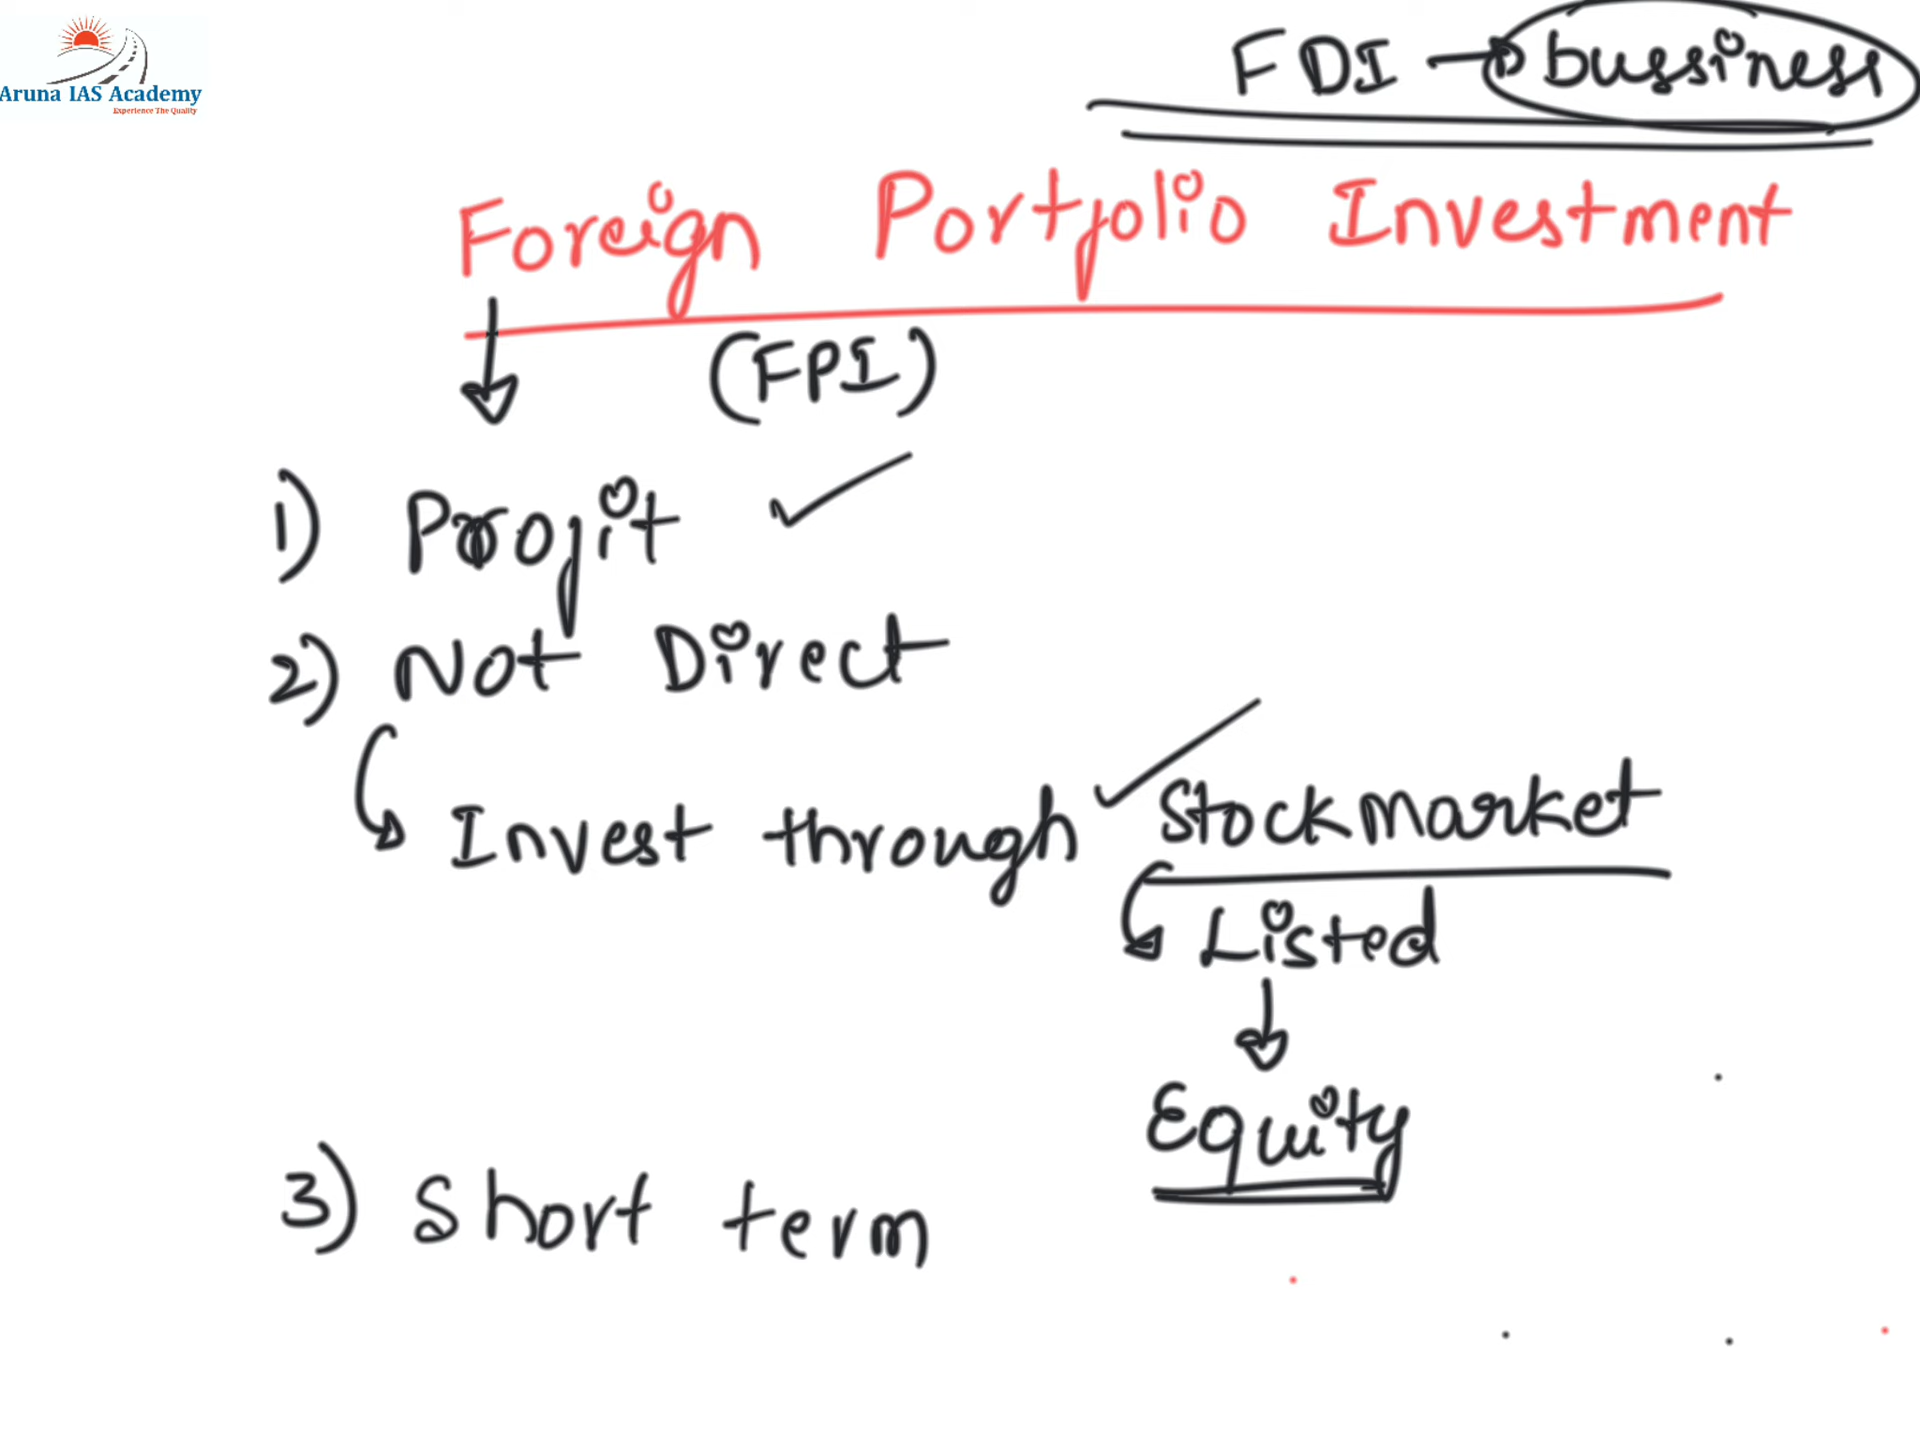 Aruna IAS Academy
Experience The Quality
FDI → bussiness
Foreign Portfolio Investment
(FPI)
1) Profit ✓
2) Not Direct
Invest through ✓ Stockmarket
Listed
Equity
3) Short term